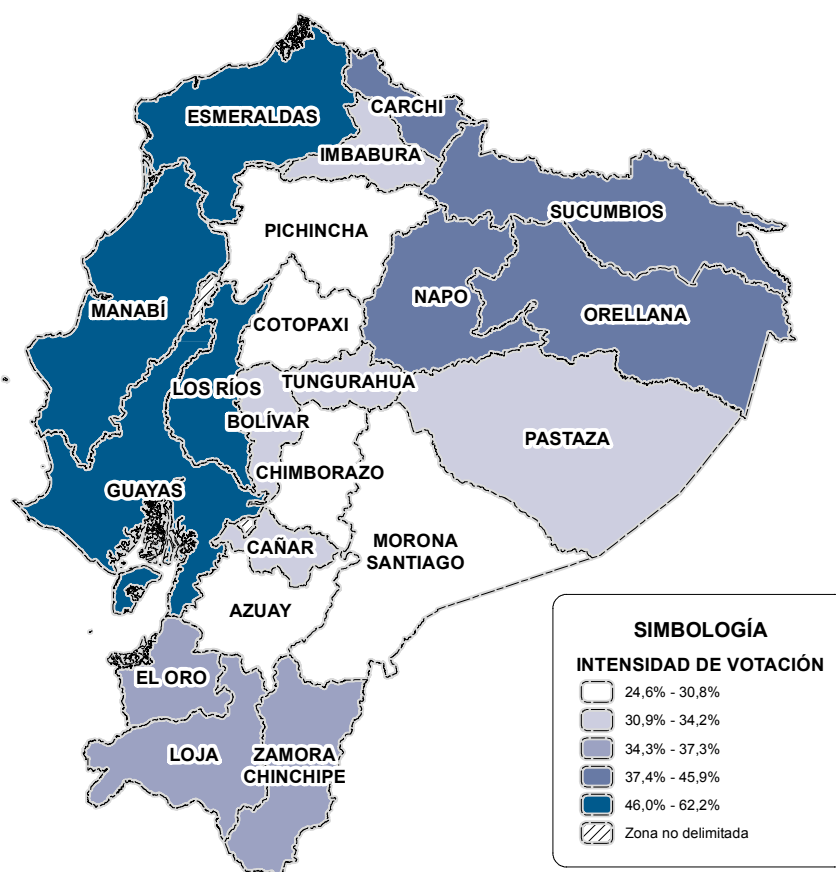 ESMERALDAS
CARCHI
IMBABURA
SUCUMBIOS
PICHINCHA
NAPO
ORELLANA
MANABÍ
COTOPAXI
LOS RÍOS
TUNGURAHUA
BOLÍVAR
PASTAZA
CHIMBORAZO
GUAYAS
CAÑAR
MORONA
SANTIAGO
AZUAY
EL ORO
LOJA
ZAMORA
CHINCHIPE
SIMBOLOGÍA
INTENSIDAD DE VOTACIÓN
24,6% - 30,8%
30,9% - 34,2%
34,3% - 37,3%
37,4% - 45,9%
46,0% - 62,2%
Zona no delimitada